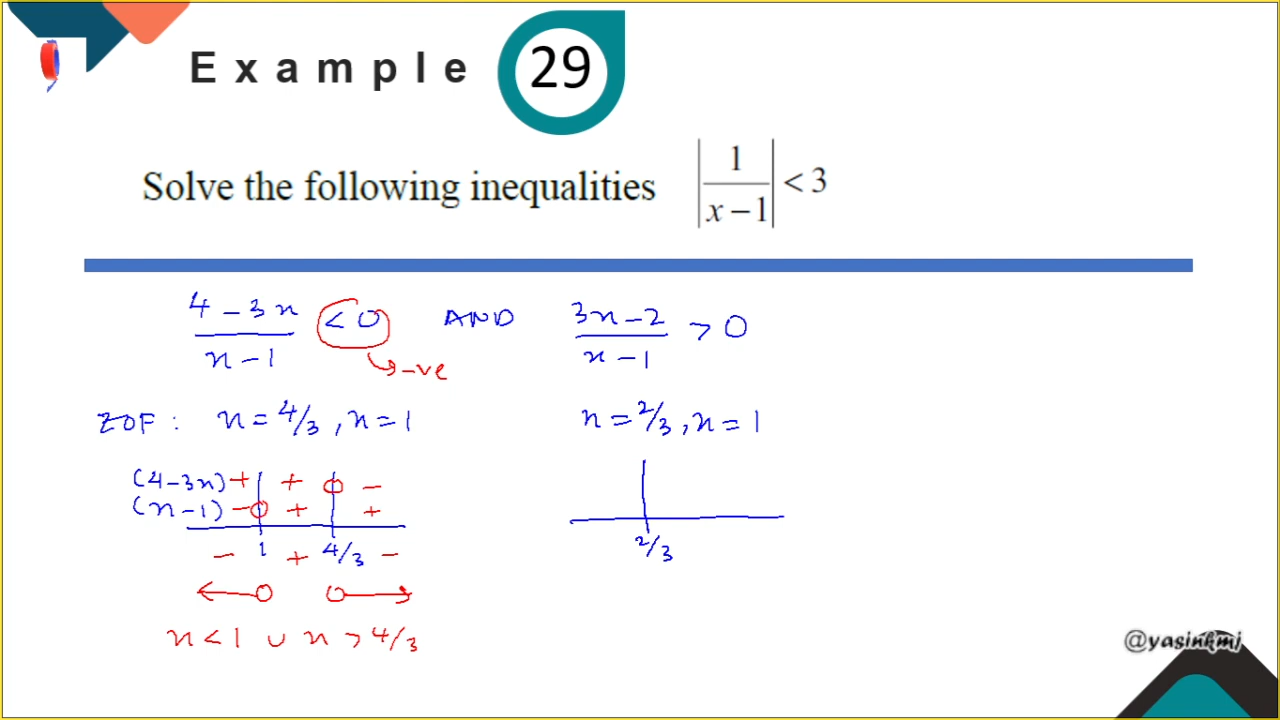 Example 29
Solve the following inequalities |1/(x−1)| < 3
(4−3x)/(x−1) < 0 AND (3x−2)/(x−1) > 0
→ −ve
ZOF: x = 4/3, x = 1 x = 2/3, x = 1
(4−3x) + + 0 −
(x−1) − 0 + +
− 1 + 4/3 − 2/3
x < 1 ∪ x > 4/3
@yasinkmj